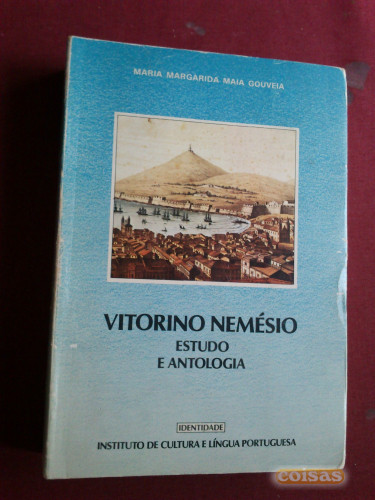 MARIA MARGARIDA MAIA GOUVEIA
VITORINO NEMÉSIO
ESTUDO
E ANTOLOGIA
IDENTIDADE
INSTITUTO DE CULTURA E LÍNGUA PORTUGUESA
coisas